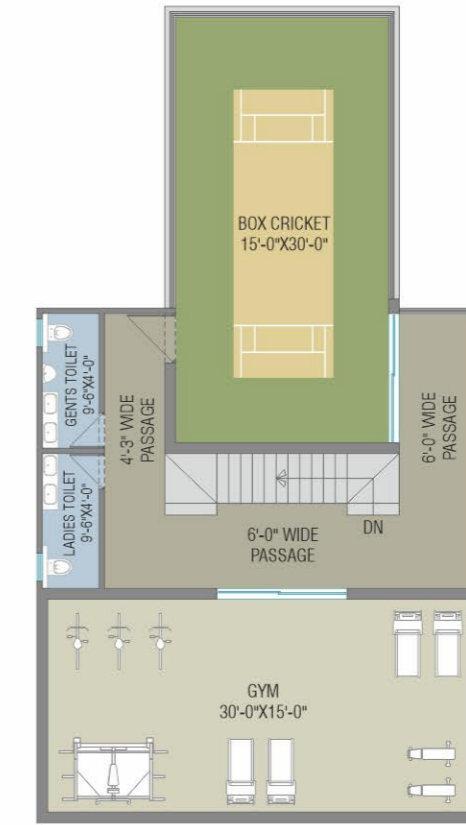 BOX CRICKET
15'-0"X30'-0"
GENTS TOILET
9'-6"X4'-0"
4'-3" WIDE
PASSAGE
6'-0" WIDE
PASSAGE
LADIES TOILET
9'-6"X4'-0"
6'-0" WIDE
PASSAGE
DN
GYM
30'-0"X15'-0"